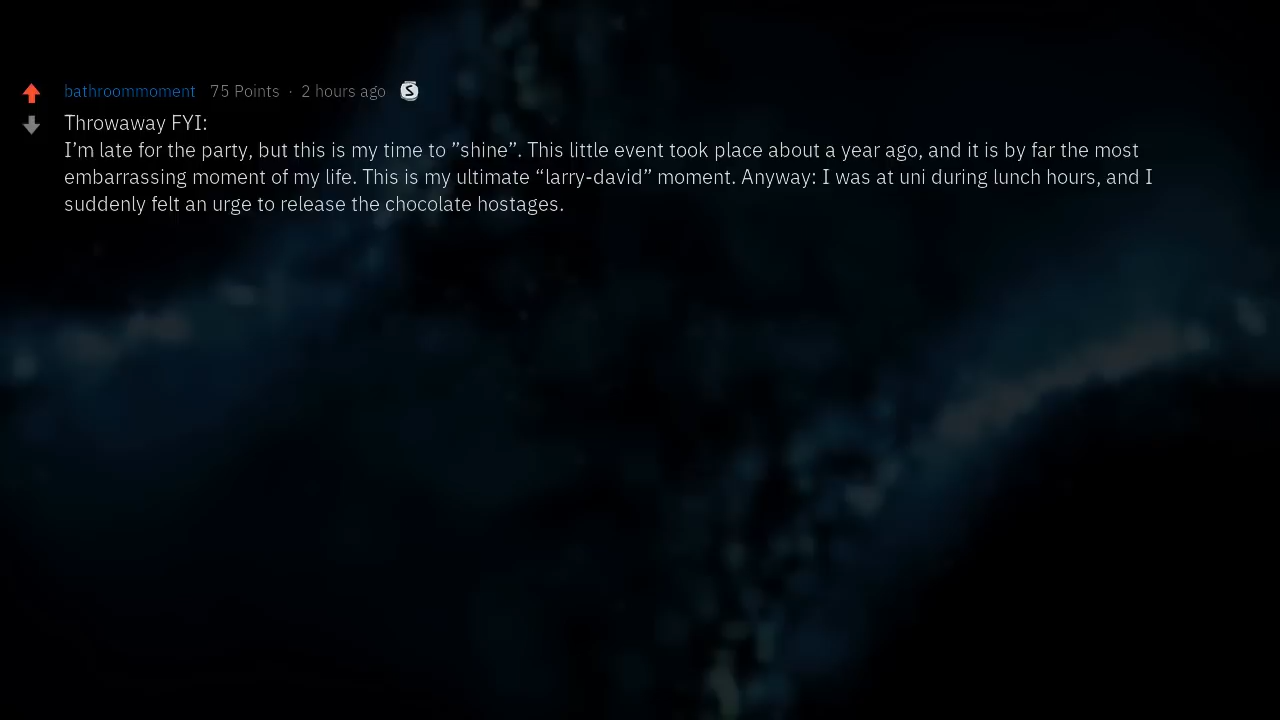 bathroommoment 75 Points · 2 hours ago
Throwaway FYI:
I’m late for the party, but this is my time to ”shine”. This little event took place about a year ago, and it is by far the most
embarrassing moment of my life. This is my ultimate “larry-david” moment. Anyway: I was at uni during lunch hours, and I
suddenly felt an urge to release the chocolate hostages.